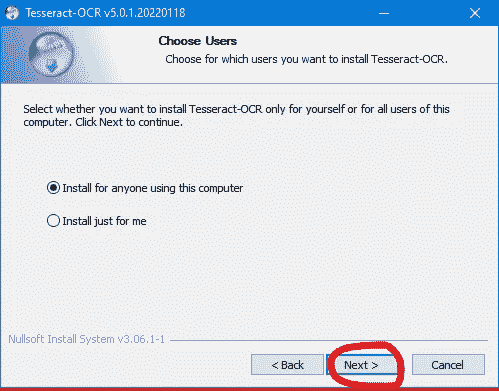 Tesseract-OCR v5.0.1.20220118
Choose Users
Choose for which users you want to install Tesseract-OCR.
Select whether you want to install Tesseract-OCR only for yourself or for all users of this
computer. Click Next to continue.
Install for anyone using this computer
Install just for me
Nullsoft Install System v3.06.1-1
< Back Next > Cancel